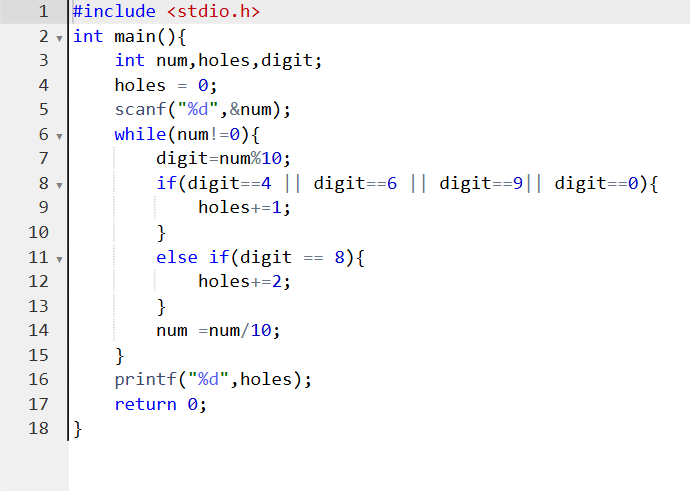 1 #include <stdio.h>
2 int main(){
3     int num,holes,digit;
4     holes = 0;
5     scanf("%d",&num);
6     while(num!=0){
7         digit=num%10;
8         if(digit==4 || digit==6 || digit==9|| digit==0){
9             holes+=1;
10         }
11         else if(digit == 8){
12             holes+=2;
13         }
14         num =num/10;
15     }
16     printf("%d",holes);
17     return 0;
18 }